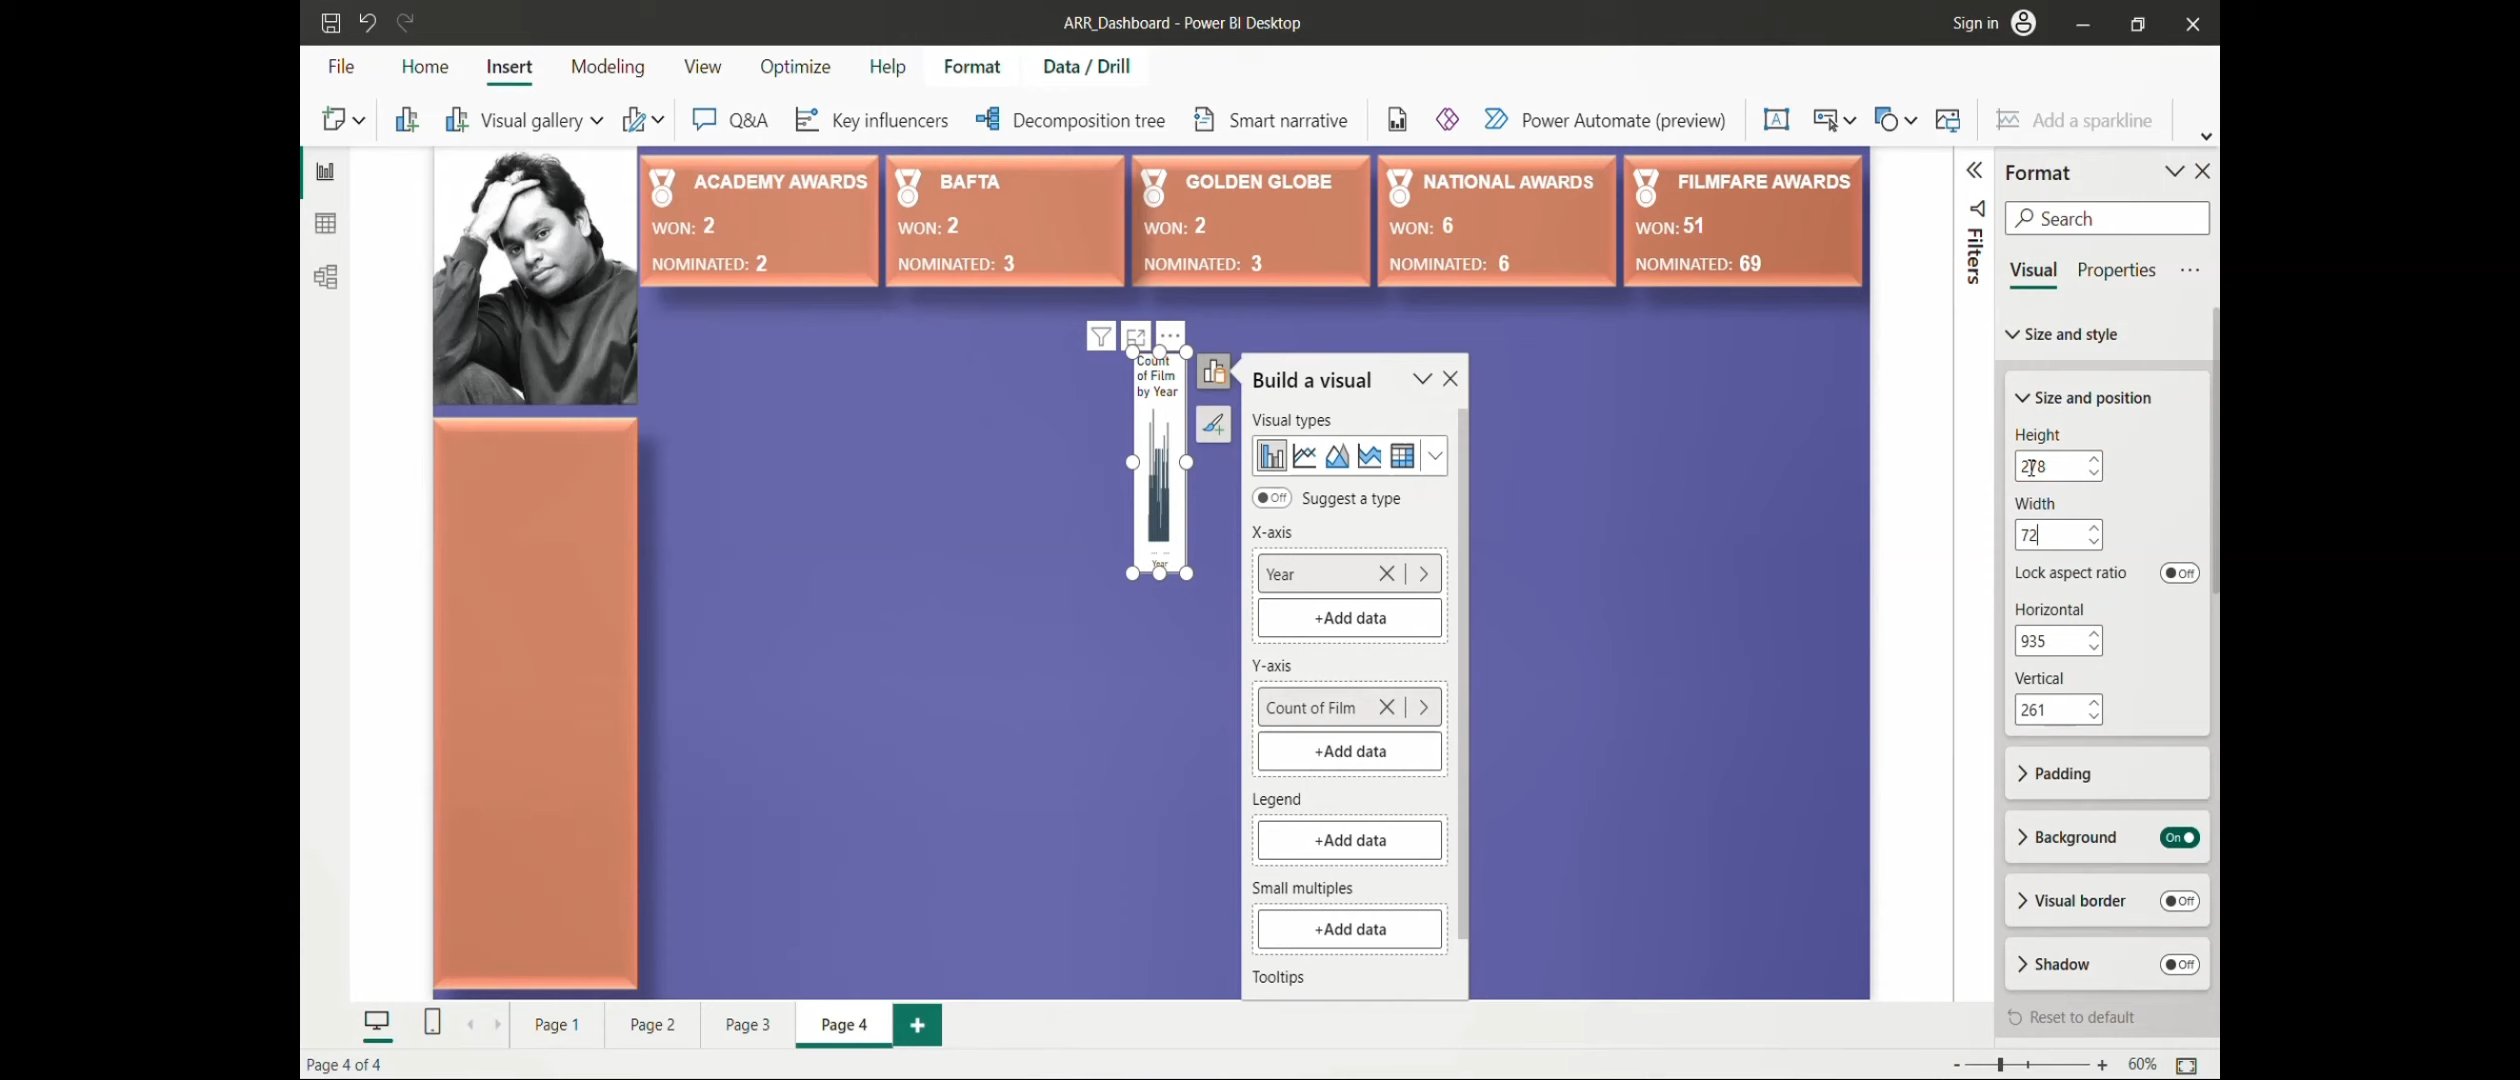 ARR_Dashboard - Power BI Desktop
Sign in
File Home Insert Modeling View Optimize Help Format Data / Drill
Visual gallery Q&A Key influencers Decomposition tree Smart narrative Power Automate (preview) Add a sparkline
ACADEMY AWARDS
WON: 2
NOMINATED: 2
BAFTA
WON: 2
NOMINATED: 3
GOLDEN GLOBE
WON: 2
NOMINATED: 3
NATIONAL AWARDS
WON: 6
NOMINATED: 6
FILMFARE AWARDS
WON: 51
NOMINATED: 69
Count
of Film
by Year
Year
Build a visual
Visual types
Off Suggest a type
X-axis
Year
+Add data
Y-axis
Count of Film
+Add data
Legend
+Add data
Small multiples
+Add data
Tooltips
Filters
Format
Search
Visual Properties
Size and style
Size and position
Height
278
Width
72
Lock aspect ratio Off
Horizontal
935
Vertical
261
Padding
Background On
Visual border Off
Shadow Off
Reset to default
Page 1 Page 2 Page 3 Page 4
Page 4 of 4
- + 60%